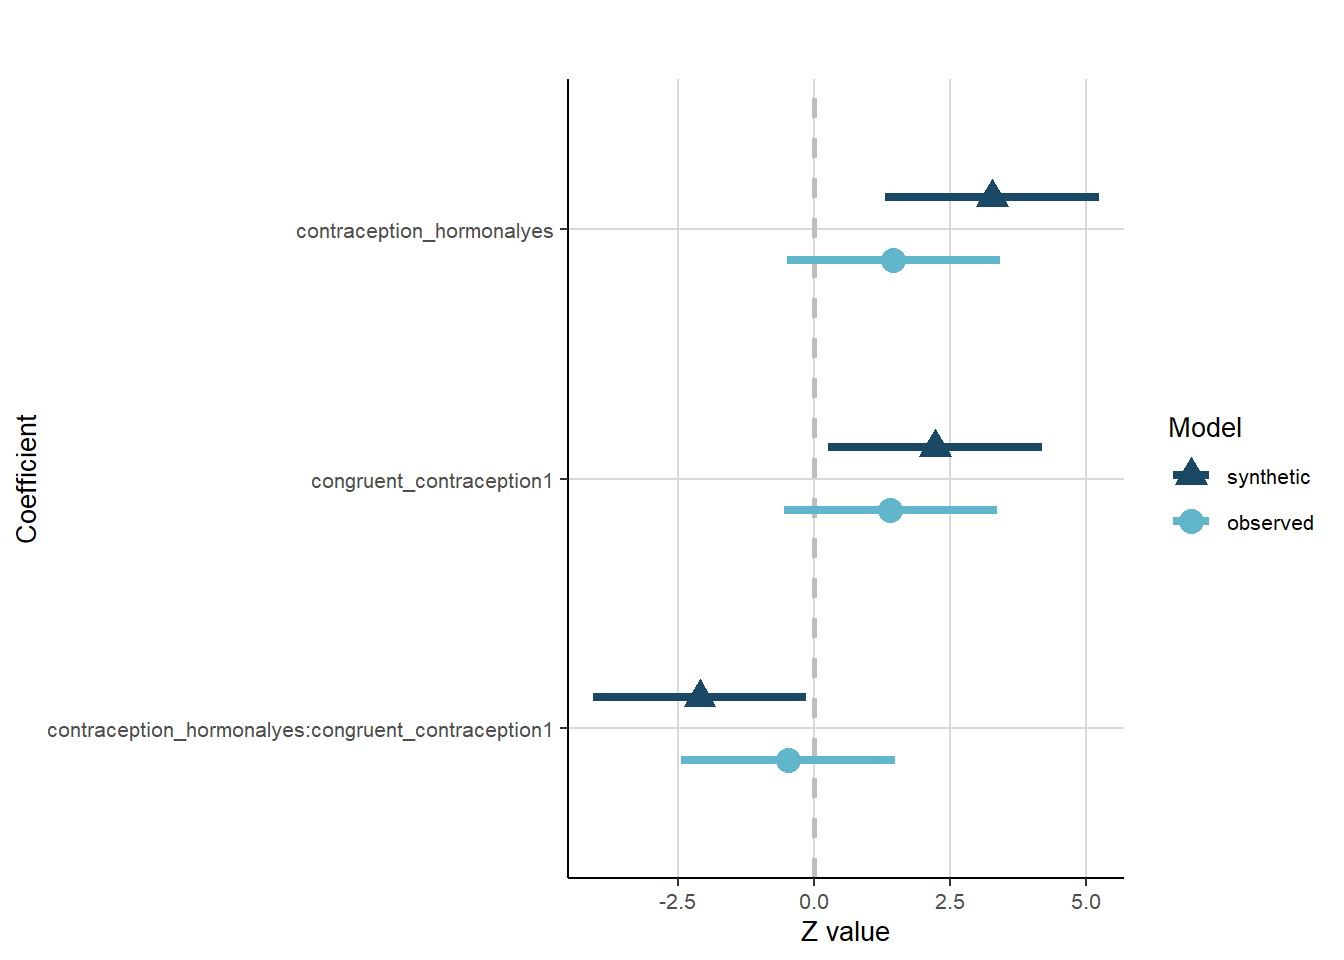 contraception_hormonalyes
congruent_contraception1
contraception_hormonalyes:congruent_contraception1
Coefficient
-2.5 0.0 2.5 5.0
Z value
Model
synthetic
observed